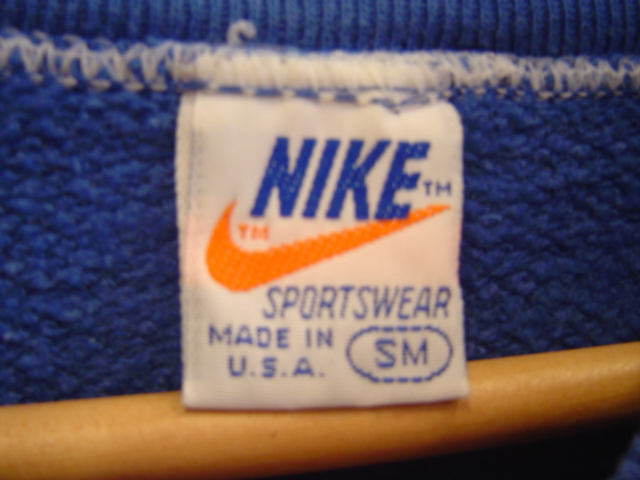 NIKE™
™
SPORTSWEAR
MADE IN
U.S.A.
SM